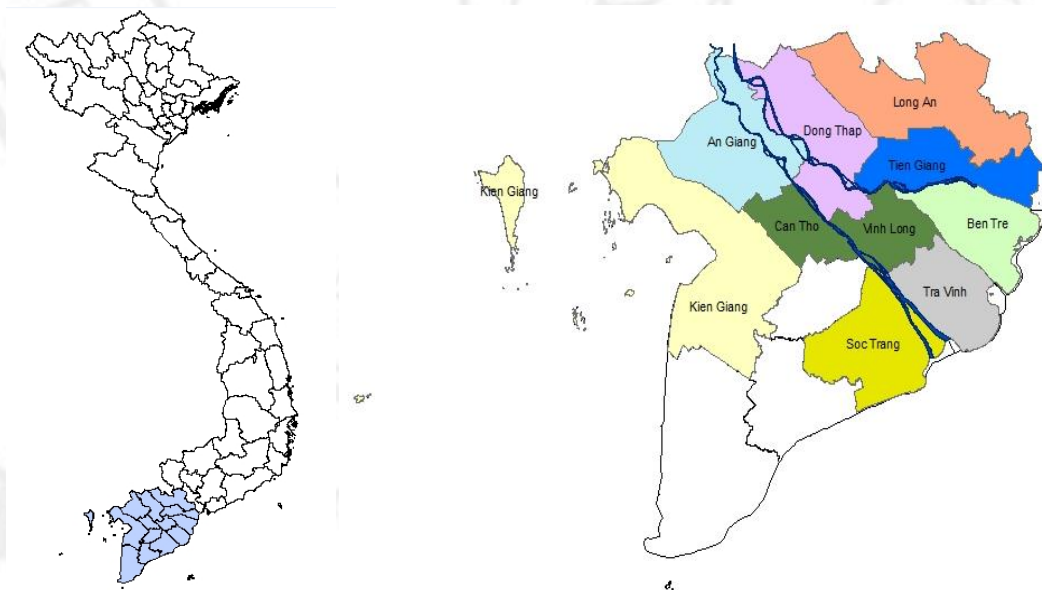 Long An
Dong Thap
An Giang
Tien Giang
Kien Giang
Can Tho
Vinh Long
Ben Tre
Tra Vinh
Kien Giang
Soc Trang